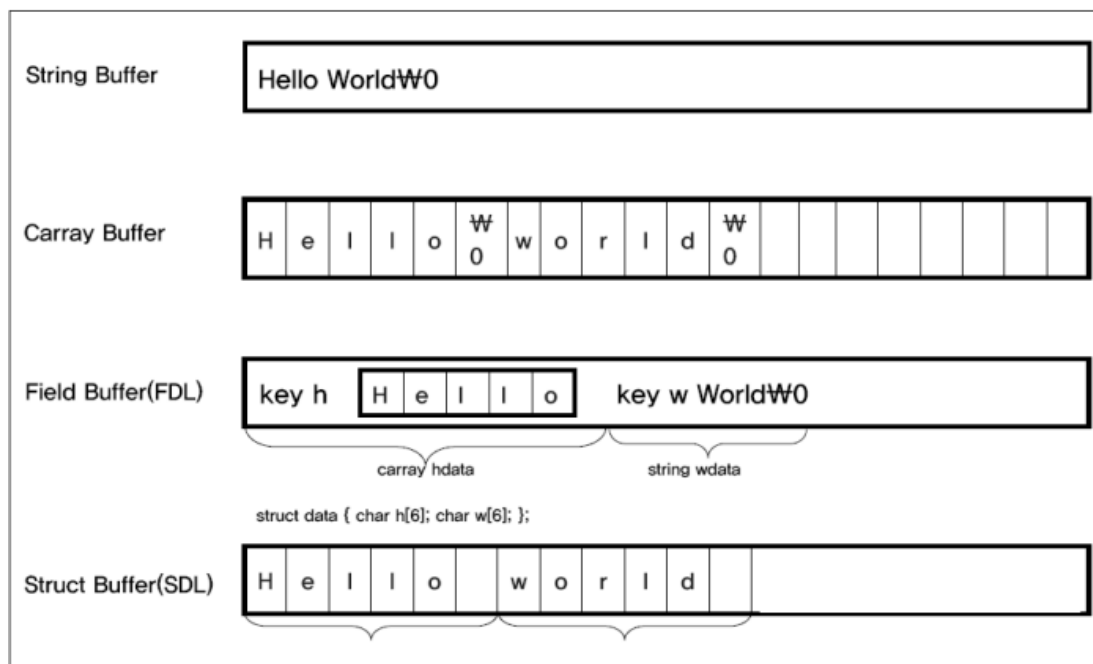 String Buffer
Hello World₩0
Carray Buffer
H e l l o ₩0 w o r l d ₩0
Field Buffer(FDL)
key h H e l l o key w World₩0
carray hdata string wdata
struct data { char h[6]; char w[6]; };
Struct Buffer(SDL)
H e l l o w o r l d